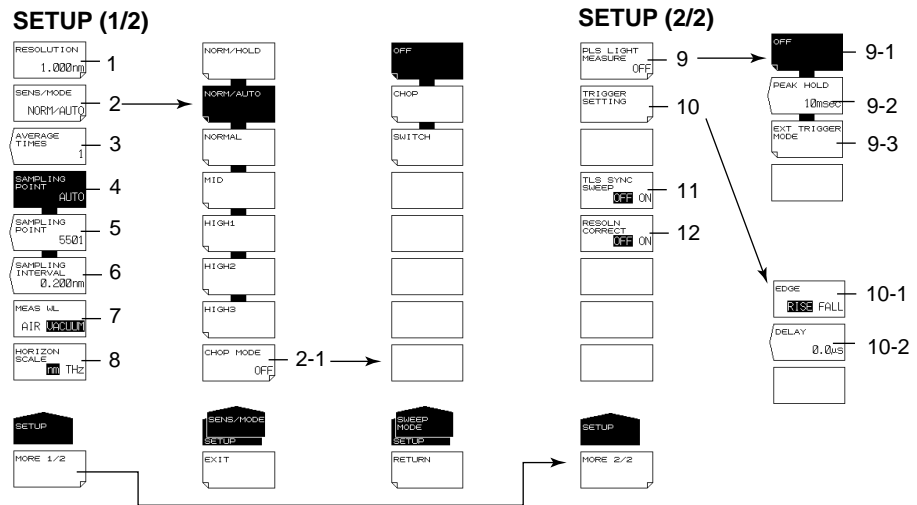 SETUP (1/2)
RESOLUTION
1.000nm
1
SENS/MODE
NORM/AUTO
2
AVERAGE
TIMES
1
3
SAMPLING
POINT
AUTO
4
SAMPLING
POINT
5501
5
SAMPLING
INTERVAL
0.200nm
6
MEAS WL
AIR VACUUM
7
HORIZON
SCALE
nm THz
8
SETUP
MORE 1/2
NORM/HOLD
NORM/AUTO
NORMAL
MID
HIGH1
HIGH2
HIGH3
CHOP MODE
OFF
2-1
SENS/MODE
SETUP
EXIT
OFF
CHOP
SWITCH
SWEEP
MODE
SETUP
RETURN
SETUP (2/2)
PLS LIGHT
MEASURE
OFF
9
TRIGGER
SETTING
10
TLS SYNC
SWEEP
OFF ON
11
RESOLN
CORRECT
OFF ON
12
SETUP
MORE 2/2
OFF
9-1
PEAK HOLD
10msec
9-2
EXT TRIGGER
MODE
9-3
EDGE
RISE FALL
10-1
DELAY
0.0µs
10-2